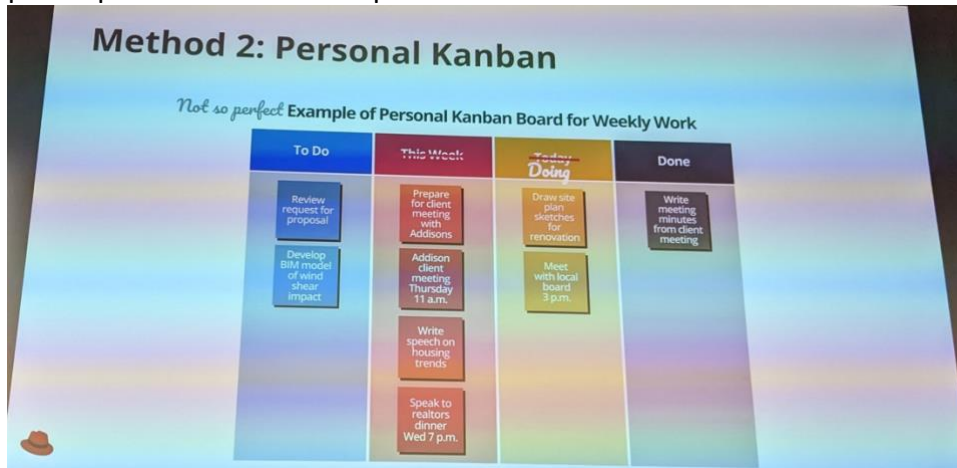 Method 2: Personal Kanban
Not so perfect Example of Personal Kanban Board for Weekly Work
To Do
This Week
Today
Doing
Done
Review
request for
proposal
Develop
BIM model
of wind
shear
impact
Prepare
for client
meeting
with
Addisons
Addison
client
meeting
Thursday
11 a.m.
Write
speech on
housing
trends
Speak to
realtors
dinner
Wed 7 p.m.
Draw site
plan
sketches
for
renovation
Meet
with local
board
3 p.m.
Write
meeting
minutes
from client
meeting